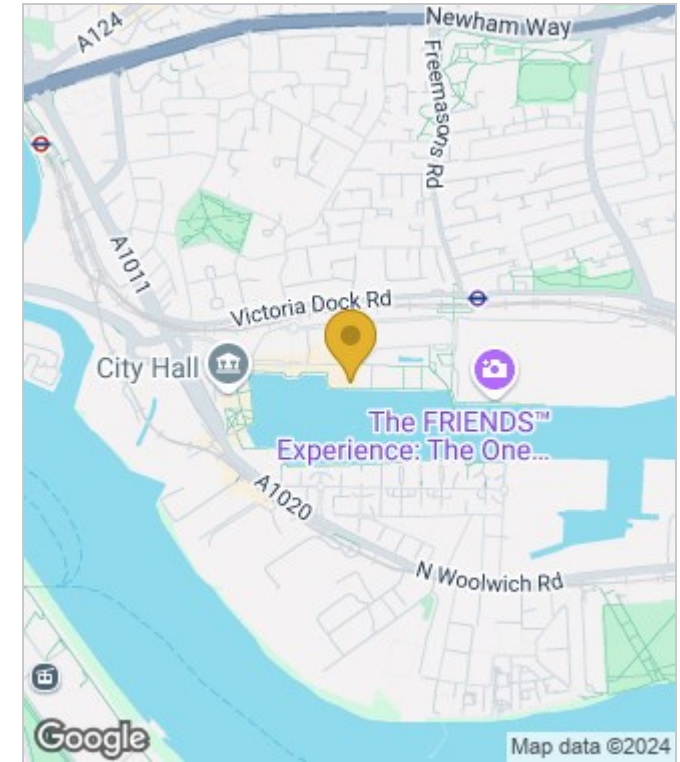 Newham Way
A124
Freemasons Rd
A1011
Victoria Dock Rd
City Hall
The FRIENDS™
Experience: The One...
A1020
N Woolwich Rd
Google
Map data ©2024